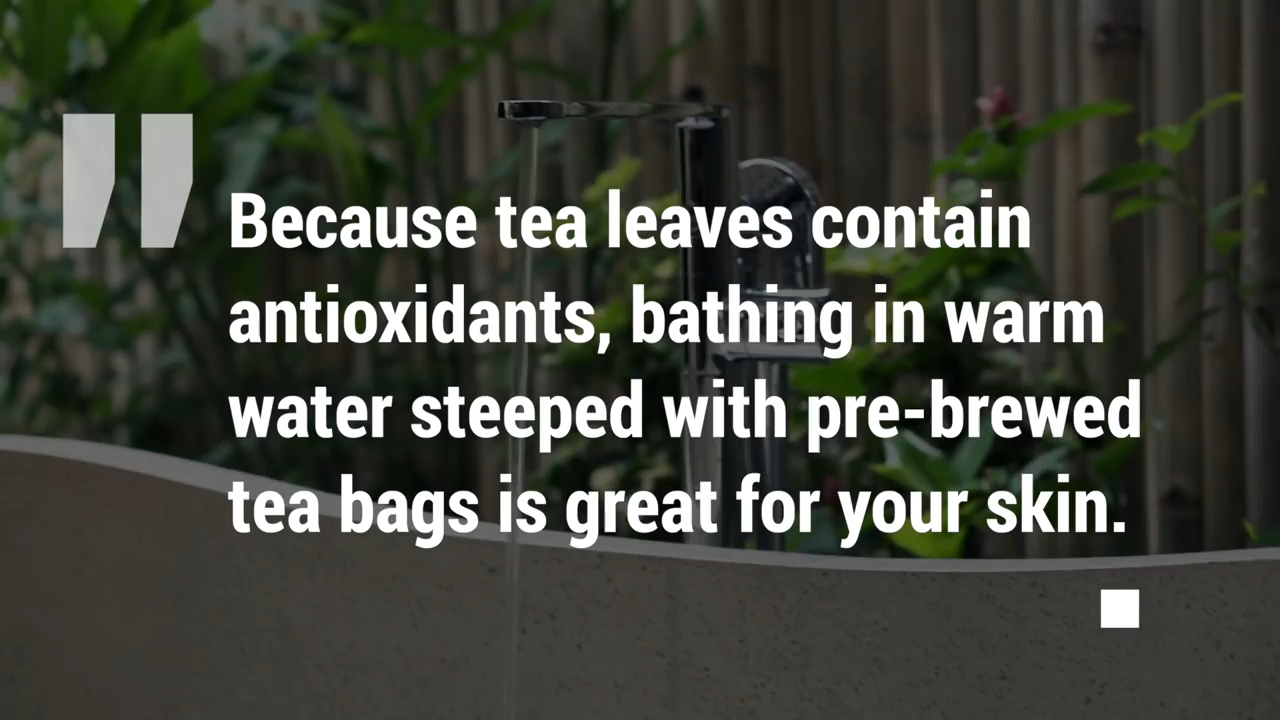 "
Because tea leaves contain
antioxidants, bathing in warm
water steeped with pre-brewed
tea bags is great for your skin.